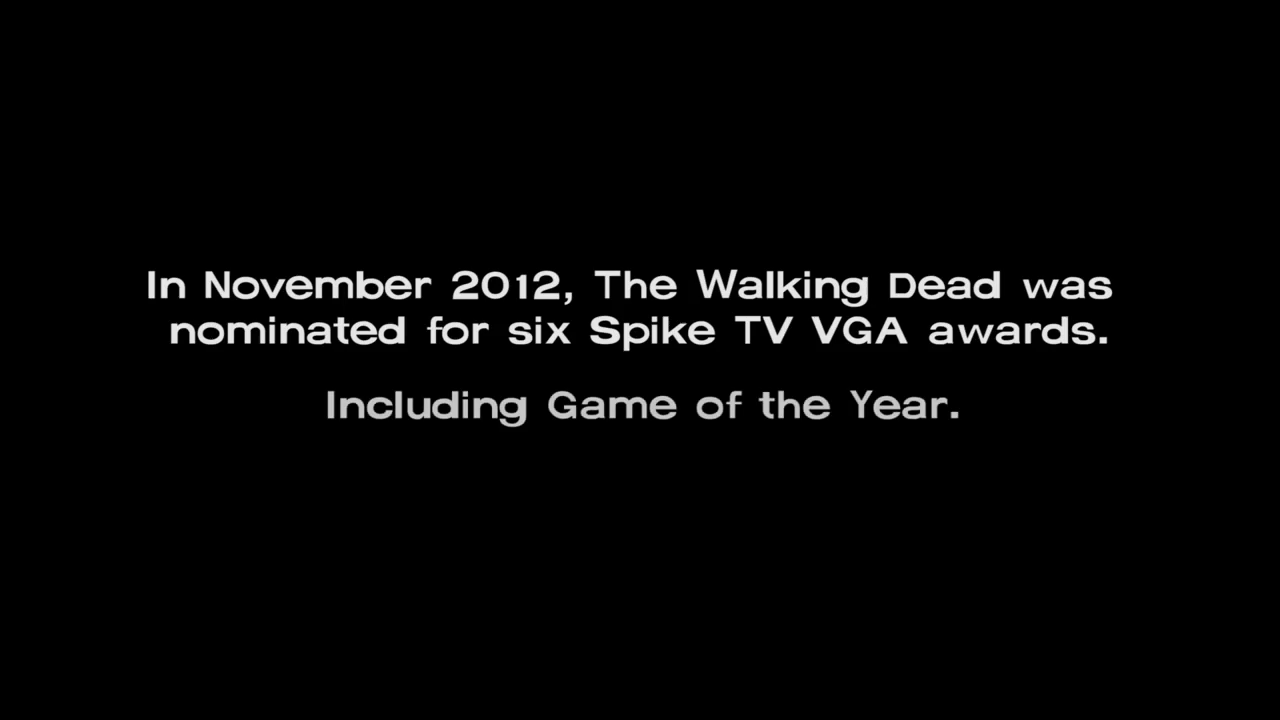 In November 2012, The Walking Dead was
nominated for six Spike TV VGA awards.
Including Game of the Year.